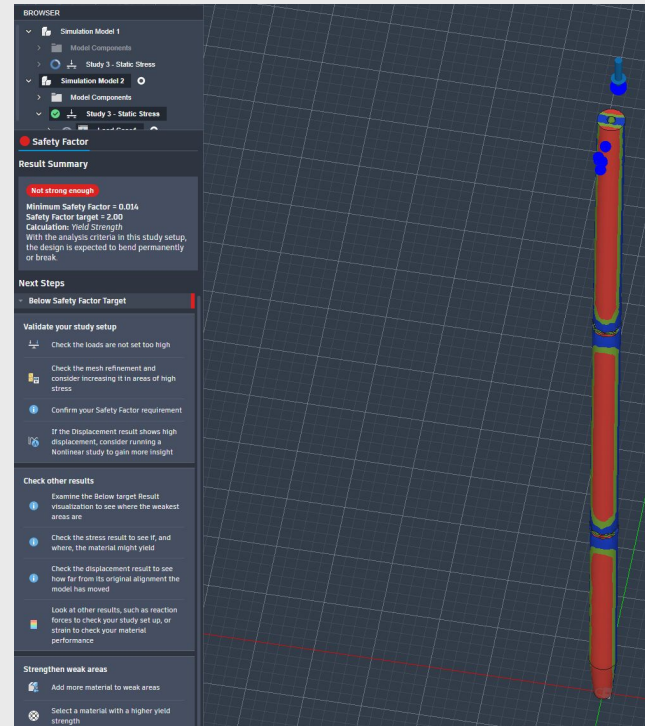 BROWSER
Simulation Model 1
Model Components
Study 3 - Static Stress
Simulation Model 2
Model Components
Study 3 - Static Stress
Load Case1
Safety Factor
Result Summary
Not strong enough
Minimum Safety Factor = 0.014
Safety Factor target = 2.00
Calculation: Yield Strength
With the analysis criteria in this study setup,
the design is expected to bend permanently
or break.
Next Steps
Below Safety Factor Target
Validate your study setup
Check the loads are not set too high
Check the mesh refinement and
consider increasing it in areas of high
stress
Confirm your Safety Factor requirement
If the Displacement result shows high
displacement, consider running a
Nonlinear study to gain more insight
Check other results
Examine the Below target Result
visualization to see where the weakest
areas are
Check the stress result to see if, and
where, the material might yield
Check the displacement result to see
how far from its original alignment the
model has moved
Look at other results, such as reaction
forces to check your study set up, or
strain to check your material
performance
Strengthen weak areas
Add more material to weak areas
Select a material with a higher yield
strength